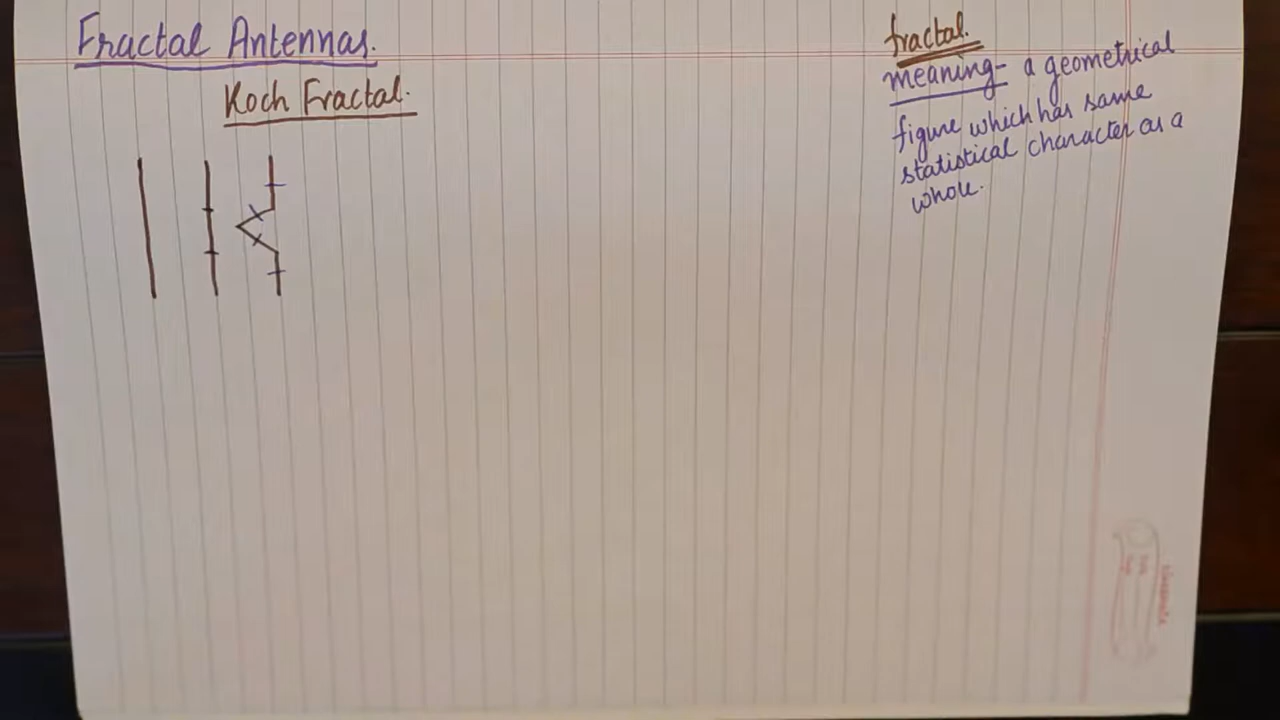 Fractal Antennas.
Koch Fractal.
fractal.
meaning- a geometrical
figure which has same
statistical character as a
whole.